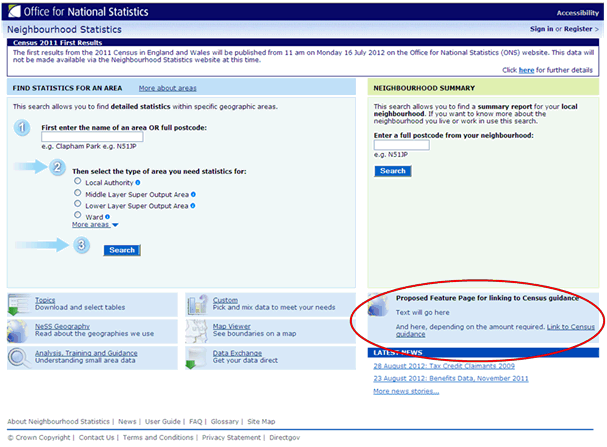 Office for National Statistics
Accessibility
Neighbourhood Statistics
Sign in or Register >
Census 2011 First Results
The first results from the 2011 Census in England and Wales will be published from 11 am on Monday 16 July 2012 on the Office for National Statistics (ONS) website. This data will
not be made available via the Neighbourhood Statistics website at this time.
Click here for further details
FIND STATISTICS FOR AN AREA
More about areas
This search allows you to find detailed statistics within specific geographic areas.
1
First enter the name of an area OR full postcode:
e.g. Clapham Park e.g. N51JP
2
Then select the type of area you need statistics for:
Local Authority
Middle Layer Super Output Area
Lower Layer Super Output Area
Ward
More areas
3
Search
NEIGHBOURHOOD SUMMARY
This search allows you to find a summary report for your local
neighbourhood. If you want to know more about the
neighbourhood you live or work in use this search.
Enter a full postcode from your neighbourhood:
e.g. N51JP
Search
Topics
Download and select tables
Custom
Pick and mix data to meet your needs
NeSS Geography
Read about the geographies we use
Map Viewer
See boundaries on a map
Analysis, Training and Guidance
Understanding small area data
Data Exchange
Get your data direct
Proposed Feature Page for linking to Census guidance
Text will go here
And here, depending on the amount required. Link to Census
guidance
LATEST NEWS
28 August 2012: Tax Credit Claimants 2009
23 August 2012: Benefits Data, November 2011
More news stories...
About Neighbourhood Statistics | News | User Guide | FAQ | Glossary | Site Map
© Crown Copyright | Contact Us | Terms and Conditions | Privacy Statement | Directgov